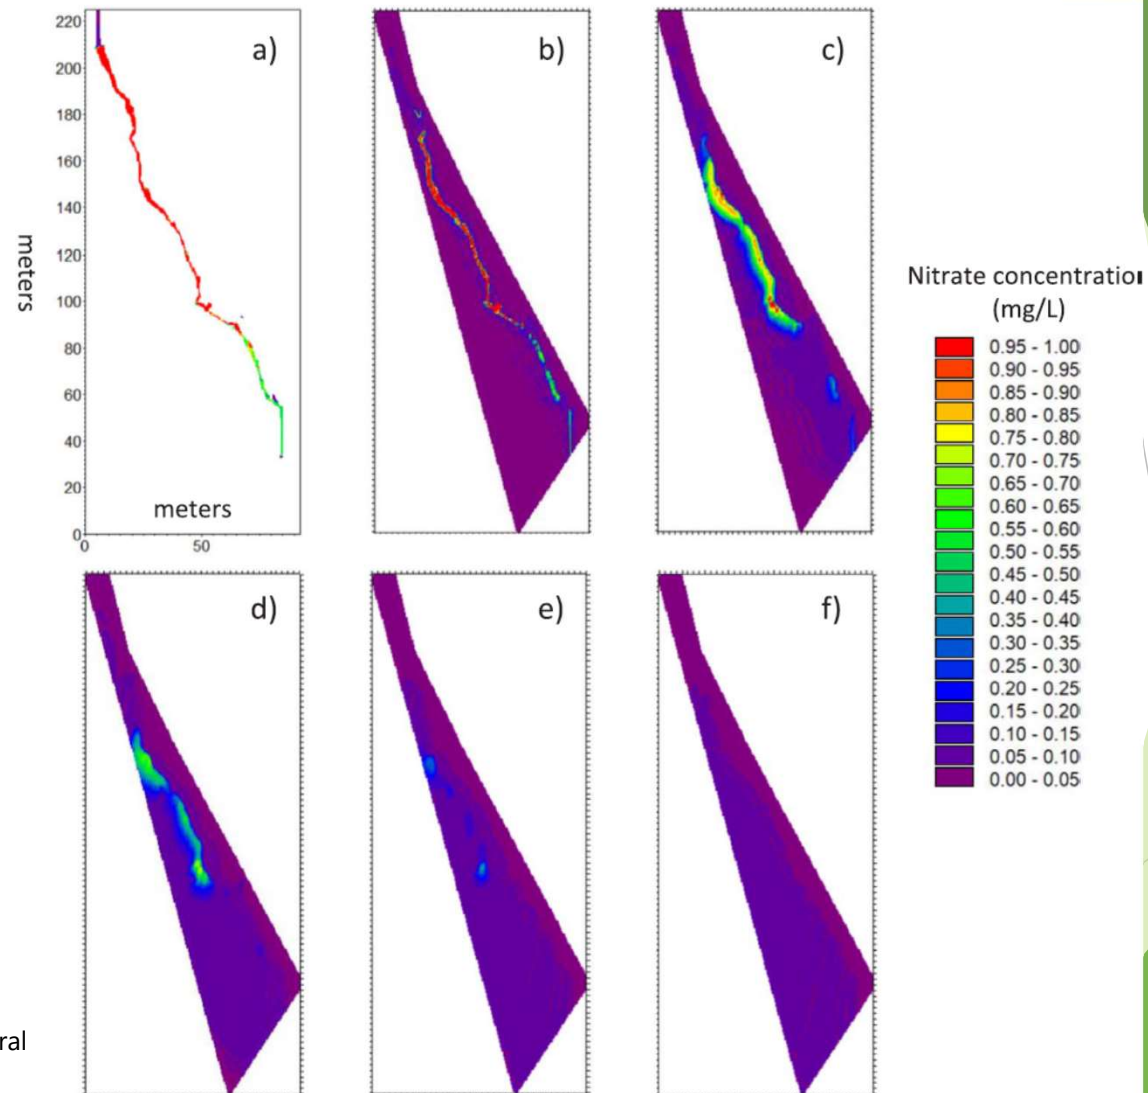 220
200
180
160
140
120
100
80
60
40
20
0
0
50
meters
meters
a)
b)
c)
d)
e)
f)
Nitrate concentration
(mg/L)
0.95 - 1.00
0.90 - 0.95
0.85 - 0.90
0.80 - 0.85
0.75 - 0.80
0.70 - 0.75
0.65 - 0.70
0.60 - 0.65
0.55 - 0.60
0.50 - 0.55
0.45 - 0.50
0.40 - 0.45
0.35 - 0.40
0.30 - 0.35
0.25 - 0.30
0.20 - 0.25
0.15 - 0.20
0.10 - 0.15
0.05 - 0.10
0.00 - 0.05
ral